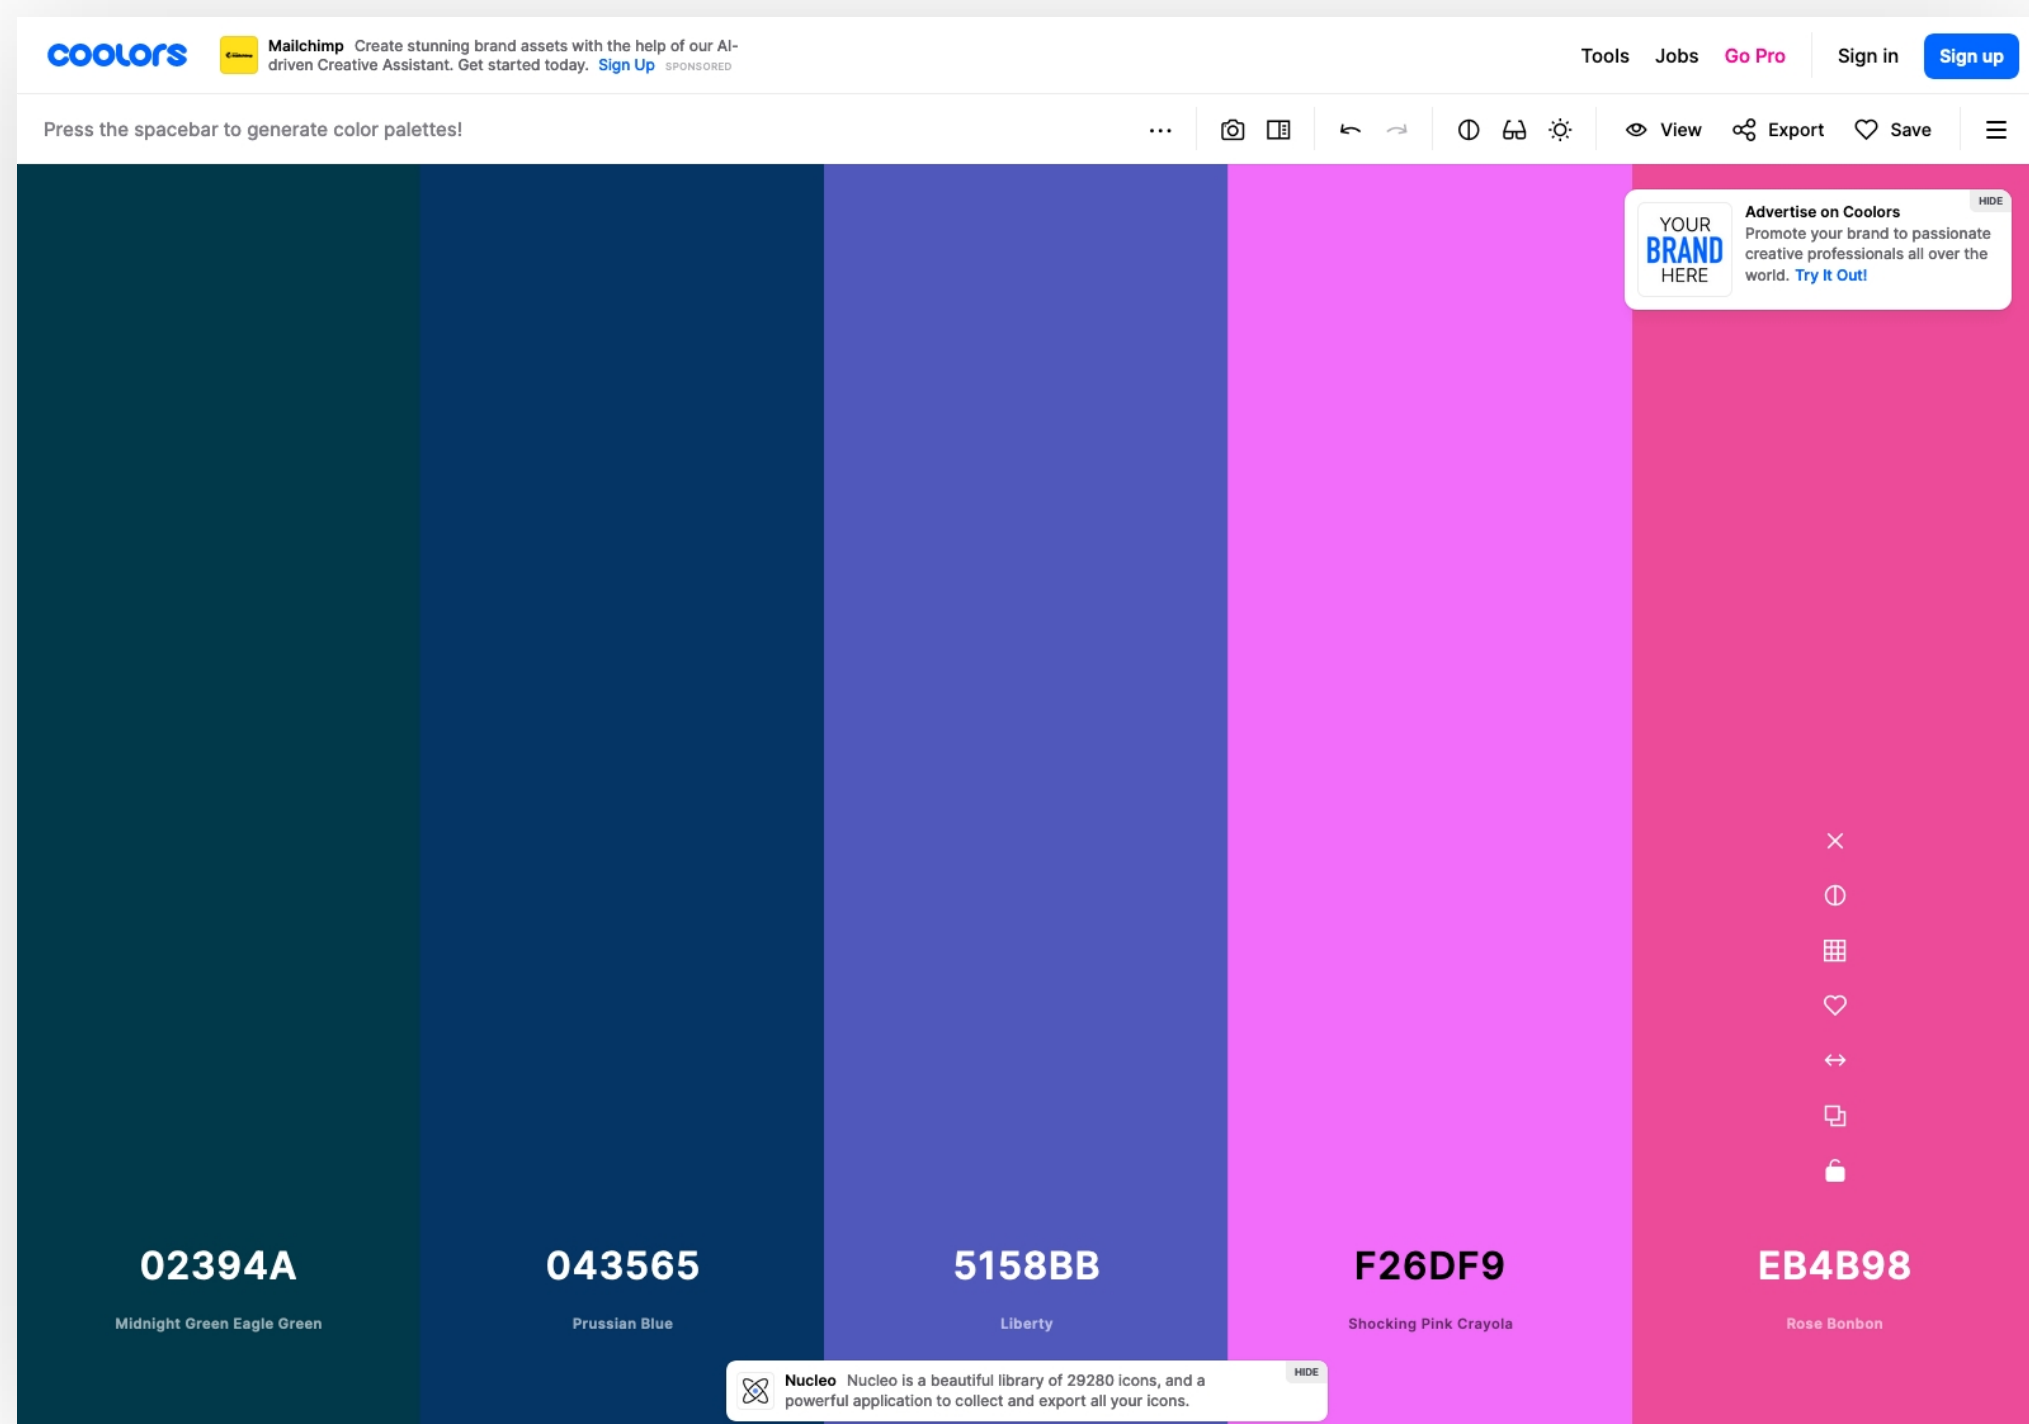 coolors
Mailchimp Create stunning brand assets with the help of our AI-
driven Creative Assistant. Get started today. Sign Up SPONSORED
Tools Jobs Go Pro Sign in Sign up
Press the spacebar to generate color palettes!
View Export Save
HIDE
YOUR
BRAND
HERE
Advertise on Coolors
Promote your brand to passionate
creative professionals all over the
world. Try It Out!
02394A
Midnight Green Eagle Green
043565
Prussian Blue
5158BB
Liberty
F26DF9
Shocking Pink Crayola
EB4B98
Rose Bonbon
HIDE
Nucleo Nucleo is a beautiful library of 29280 icons, and a
powerful application to collect and export all your icons.